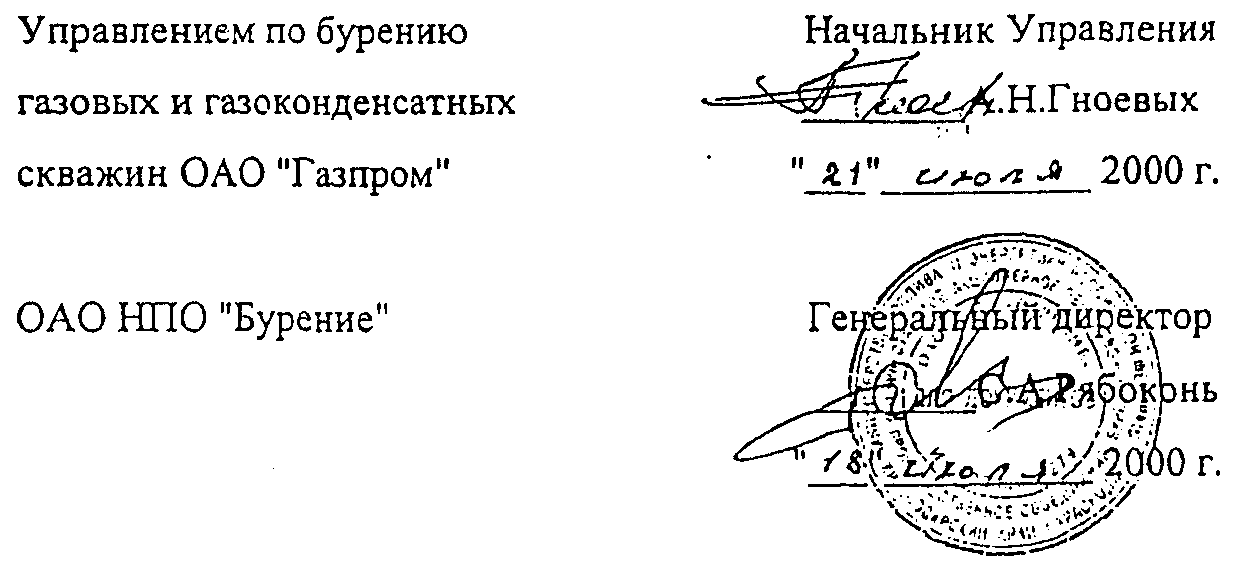 Управлением по бурению
газовых и газоконденсатных
скважин ОАО "Газпром"
Начальник Управления
А.Н.Гноевых
"21" июля 2000 г.
ОАО НПО "Бурение"
Генеральный директор
С.А.Рябоконь
"18" июля 2000 г.